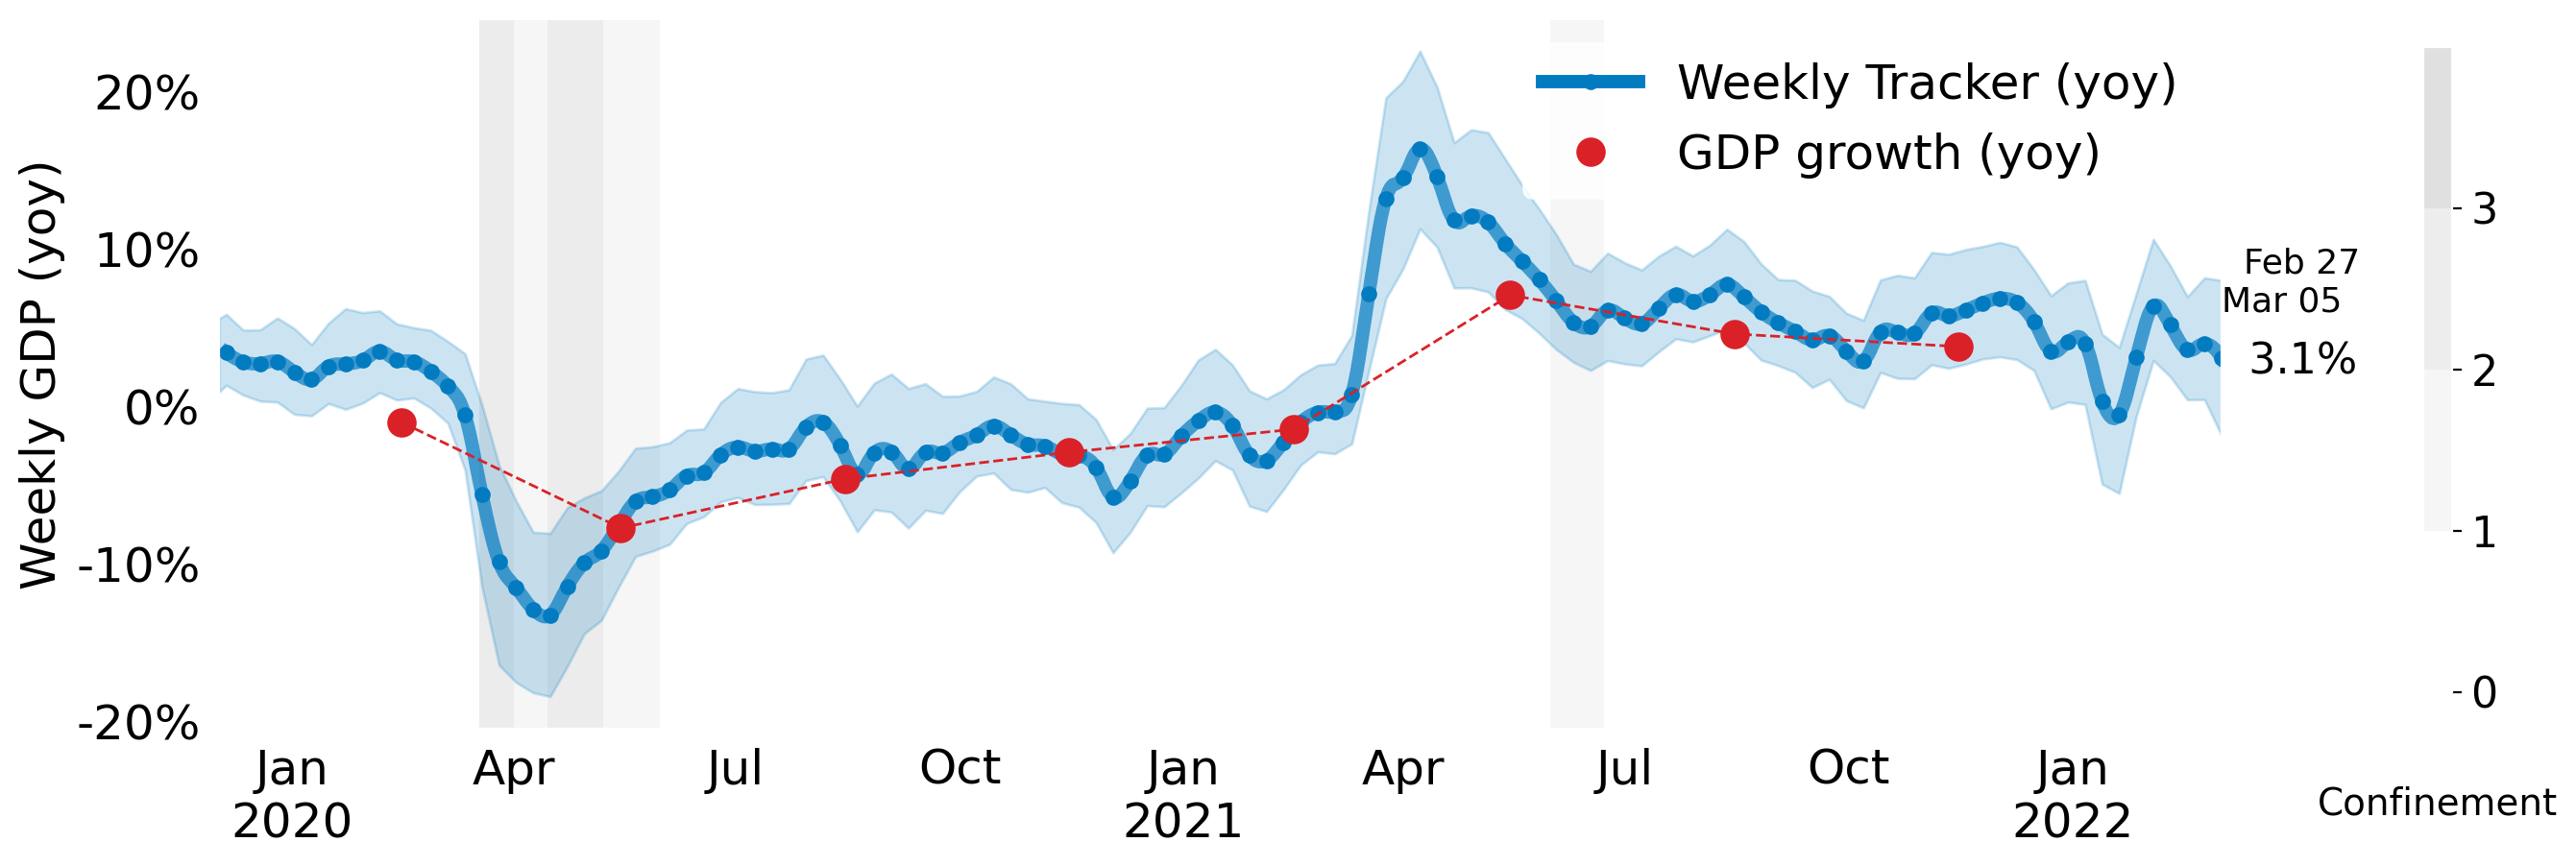 Weekly GDP (yoy)
20%
10%
0%
-10%
-20%
Weekly Tracker (yoy)
GDP growth (yoy)
Feb 27
Mar 05
3.1%
3
2
1
0
Jan Apr Jul Oct Jan Apr Jul Oct Jan
2020 2021 2022
Confinement